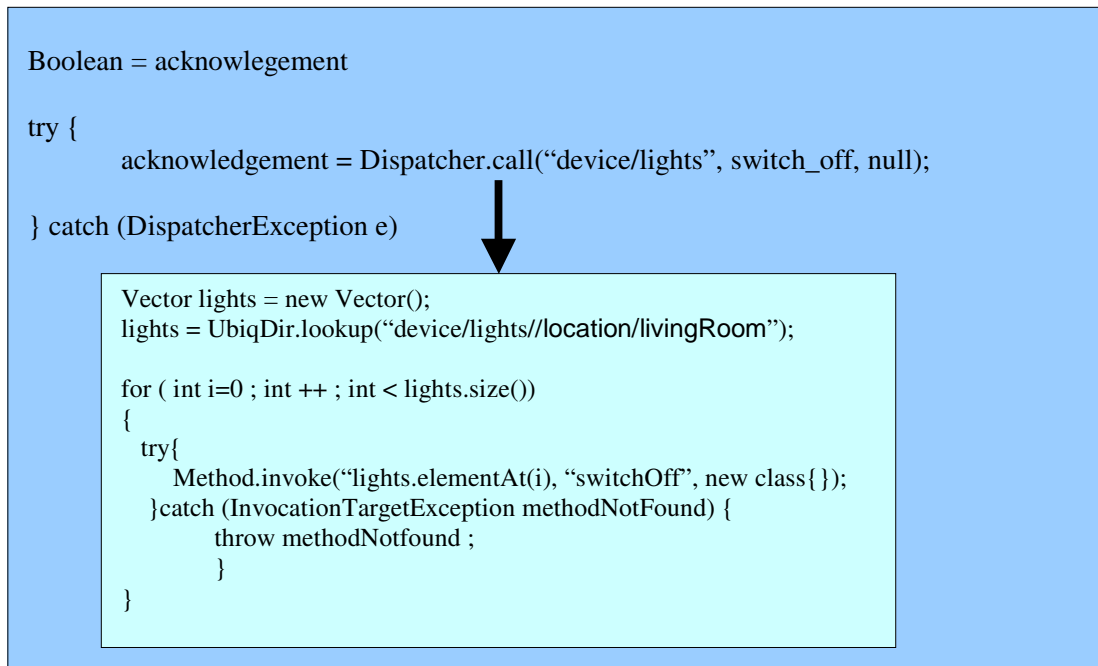 Boolean = acknowlegement
try {
acknowledgement = Dispatcher.call(“device/lights”, switch_off, null);
} catch (DispatcherException e)
Vector lights = new Vector();
lights = UbiqDir.lookup(“device/lights//location/livingRoom”);
for ( int i=0 ; int ++ ; int < lights.size())
{
try{
Method.invoke(“lights.elementAt(i), “switchOff”, new class{});
}catch (InvocationTargetException methodNotFound) {
throw methodNotfound ;
}
}